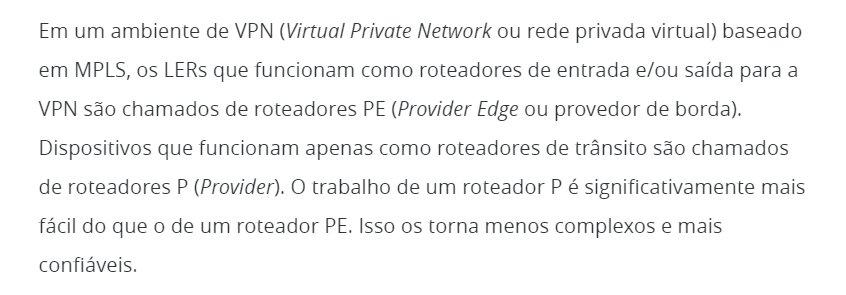 Em um ambiente de VPN (Virtual Private Network ou rede privada virtual) baseado
em MPLS, os LERs que funcionam como roteadores de entrada e/ou saída para a
VPN são chamados de roteadores PE (Provider Edge ou provedor de borda).
Dispositivos que funcionam apenas como roteadores de trânsito são chamados
de roteadores P (Provider). O trabalho de um roteador P é significativamente mais
fácil do que o de um roteador PE. Isso os torna menos complexos e mais
confiáveis.